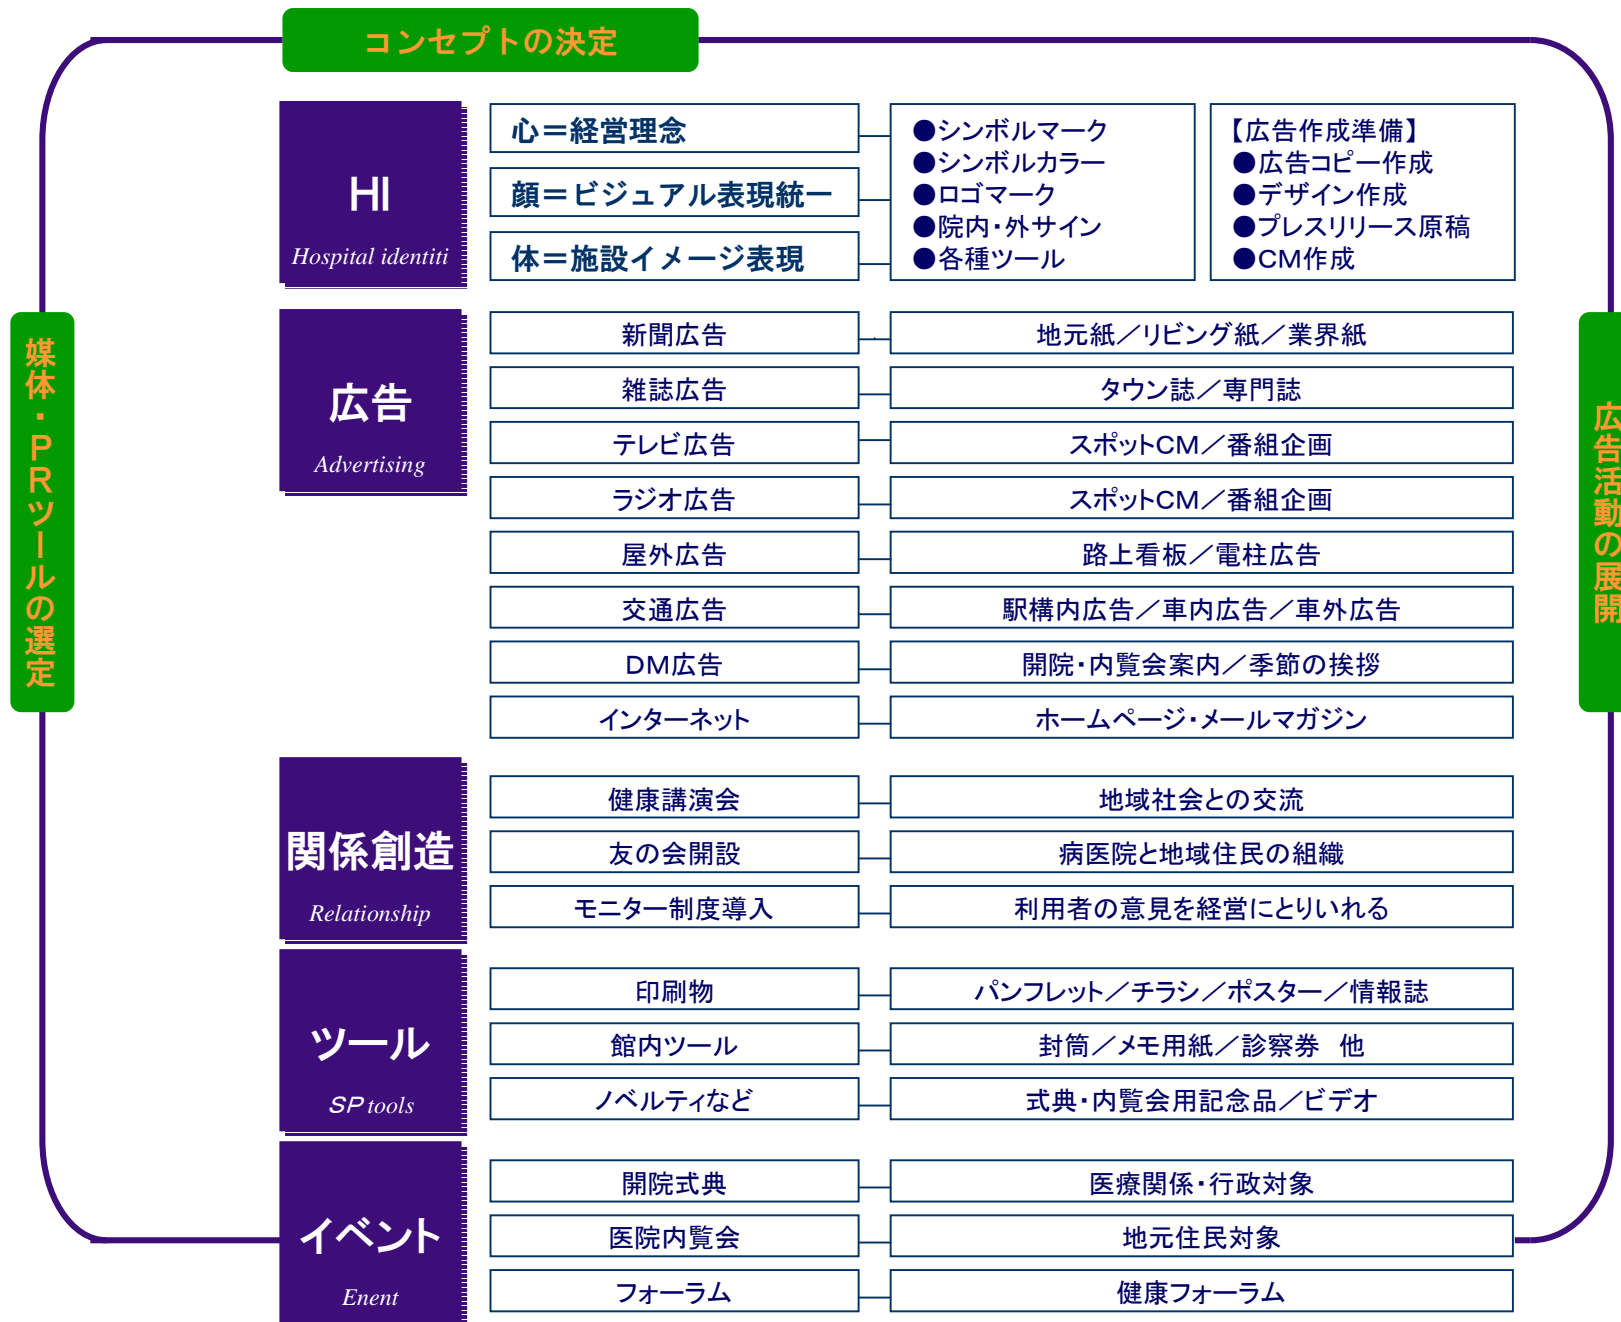 コンセプトの決定
媒体・PRツールの選定
広告活動の展開
HI
Hospital identiti
心＝経営理念
顔＝ビジュアル表現統一
体＝施設イメージ表現
●シンボルマーク
●シンボルカラー
●ロゴマーク
●院内・外サイン
●各種ツール
【広告作成準備】
●広告コピー作成
●デザイン作成
●プレスリリース原稿
●CM作成
広告
Advertising
新聞広告
地元紙／リビング紙／業界紙
雑誌広告
タウン誌／専門誌
テレビ広告
スポットCM／番組企画
ラジオ広告
スポットCM／番組企画
屋外広告
路上看板／電柱広告
交通広告
駅構内広告／車内広告／車外広告
DM広告
開院・内覧会案内／季節の挨拶
インターネット
ホームページ・メールマガジン
関係創造
Relationship
健康講演会
地域社会との交流
友の会開設
病医院と地域住民の組織
モニター制度導入
利用者の意見を経営にとりいれる
ツール
SP tools
印刷物
パンフレット／チラシ／ポスター／情報誌
館内ツール
封筒／メモ用紙／診察券　他
ノベルティなど
式典・内覧会用記念品／ビデオ
イベント
Enent
開院式典
医療関係・行政対象
医院内覧会
地元住民対象
フォーラム
健康フォーラム